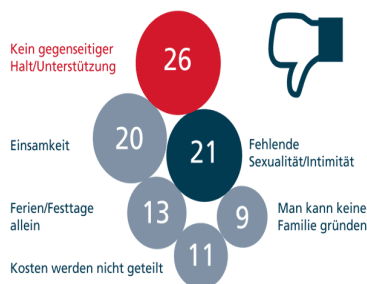 Kein gegenseitiger
Halt/Unterstützung
26
Einsamkeit
20
21
Fehlende
Sexualität/Intimität
Ferien/Festtage
allein
13
9
Man kann keine
Familie gründen
11
Kosten werden nicht geteilt